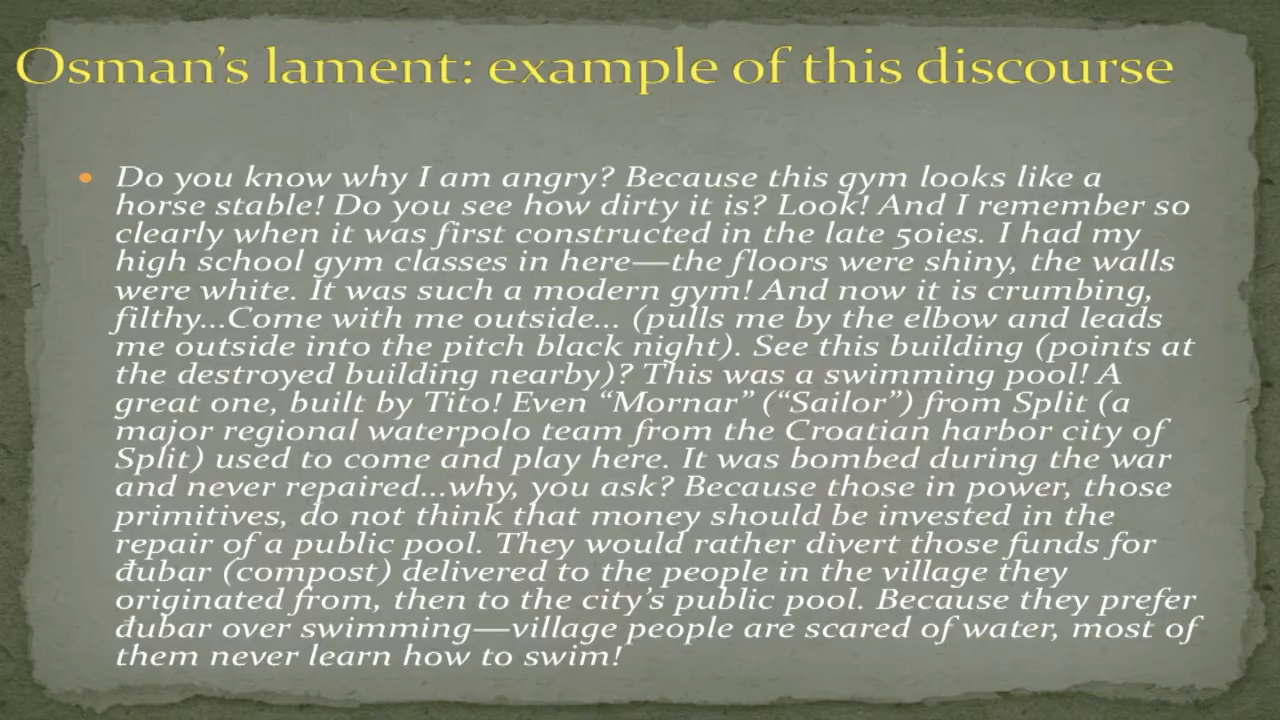 Osman's lament: example of this discourse
Do you know why I am angry? Because this gym looks like a
horse stable! Do you see how dirty it is? Look! And I remember so
clearly when it was first constructed in the late 50ies. I had my
high school gym classes in here—the floors were shiny, the walls
were white. It was such a modern gym! And now it is crumbing,
filthy...Come with me outside... (pulls me by the elbow and leads
me outside into the pitch black night). See this building (points at
the destroyed building nearby)? This was a swimming pool! A
great one, built by Tito! Even “Mornar” (“Sailor”) from Split (a
major regional waterpolo team from the Croatian harbor city of
Split) used to come and play here. It was bombed during the war
and never repaired...why, you ask? Because those in power, those
primitives, do not think that money should be invested in the
repair of a public pool. They would rather divert those funds for
đubar (compost) delivered to the people in the village they
originated from, then to the city’s public pool. Because they prefer
đubar over swimming—village people are scared of water, most of
them never learn how to swim!